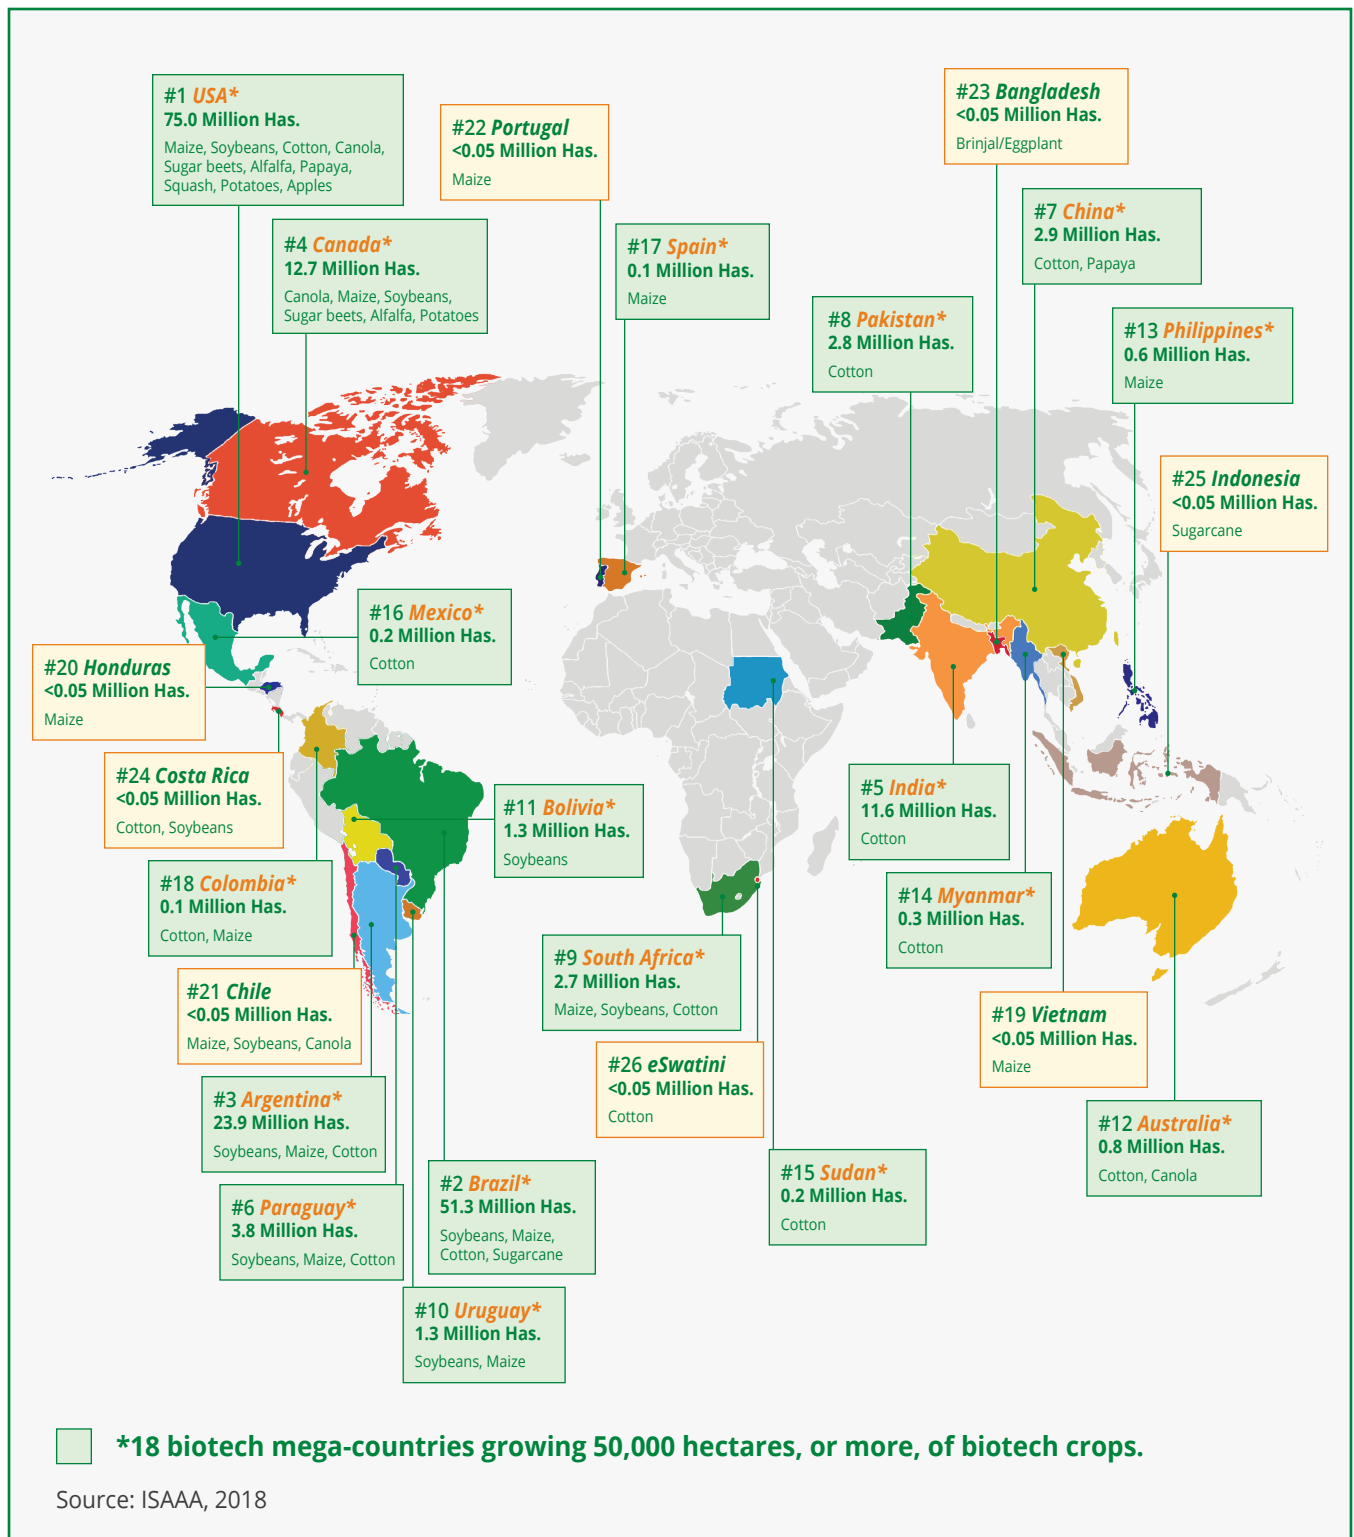 #1 USA*
75.0 Million Has.
Maize, Soybeans, Cotton, Canola,
Sugar beets, Alfalfa, Papaya,
Squash, Potatoes, Apples
#22 Portugal
<0.05 Million Has.
Maize
#23 Bangladesh
<0.05 Million Has.
Brinjal/Eggplant
#4 Canada*
12.7 Million Has.
Canola, Maize, Soybeans,
Sugar beets, Alfalfa, Potatoes
#17 Spain*
0.1 Million Has.
Maize
#7 China*
2.9 Million Has.
Cotton, Papaya
#8 Pakistan*
2.8 Million Has.
Cotton
#13 Philippines*
0.6 Million Has.
Maize
#25 Indonesia
<0.05 Million Has.
Sugarcane
#16 Mexico*
0.2 Million Has.
Cotton
#20 Honduras
<0.05 Million Has.
Maize
#24 Costa Rica
<0.05 Million Has.
Cotton, Soybeans
#11 Bolivia*
1.3 Million Has.
Soybeans
#5 India*
11.6 Million Has.
Cotton
#18 Colombia*
0.1 Million Has.
Cotton, Maize
#14 Myanmar*
0.3 Million Has.
Cotton
#9 South Africa*
2.7 Million Has.
Maize, Soybeans, Cotton
#21 Chile
<0.05 Million Has.
Maize, Soybeans, Canola
#19 Vietnam
<0.05 Million Has.
Maize
#26 eSwatini
<0.05 Million Has.
Cotton
#3 Argentina*
23.9 Million Has.
Soybeans, Maize, Cotton
#12 Australia*
0.8 Million Has.
Cotton, Canola
#15 Sudan*
0.2 Million Has.
Cotton
#2 Brazil*
51.3 Million Has.
Soybeans, Maize,
Cotton, Sugarcane
#6 Paraguay*
3.8 Million Has.
Soybeans, Maize, Cotton
#10 Uruguay*
1.3 Million Has.
Soybeans, Maize
*18 biotech mega-countries growing 50,000 hectares, or more, of biotech crops.
Source: ISAAA, 2018